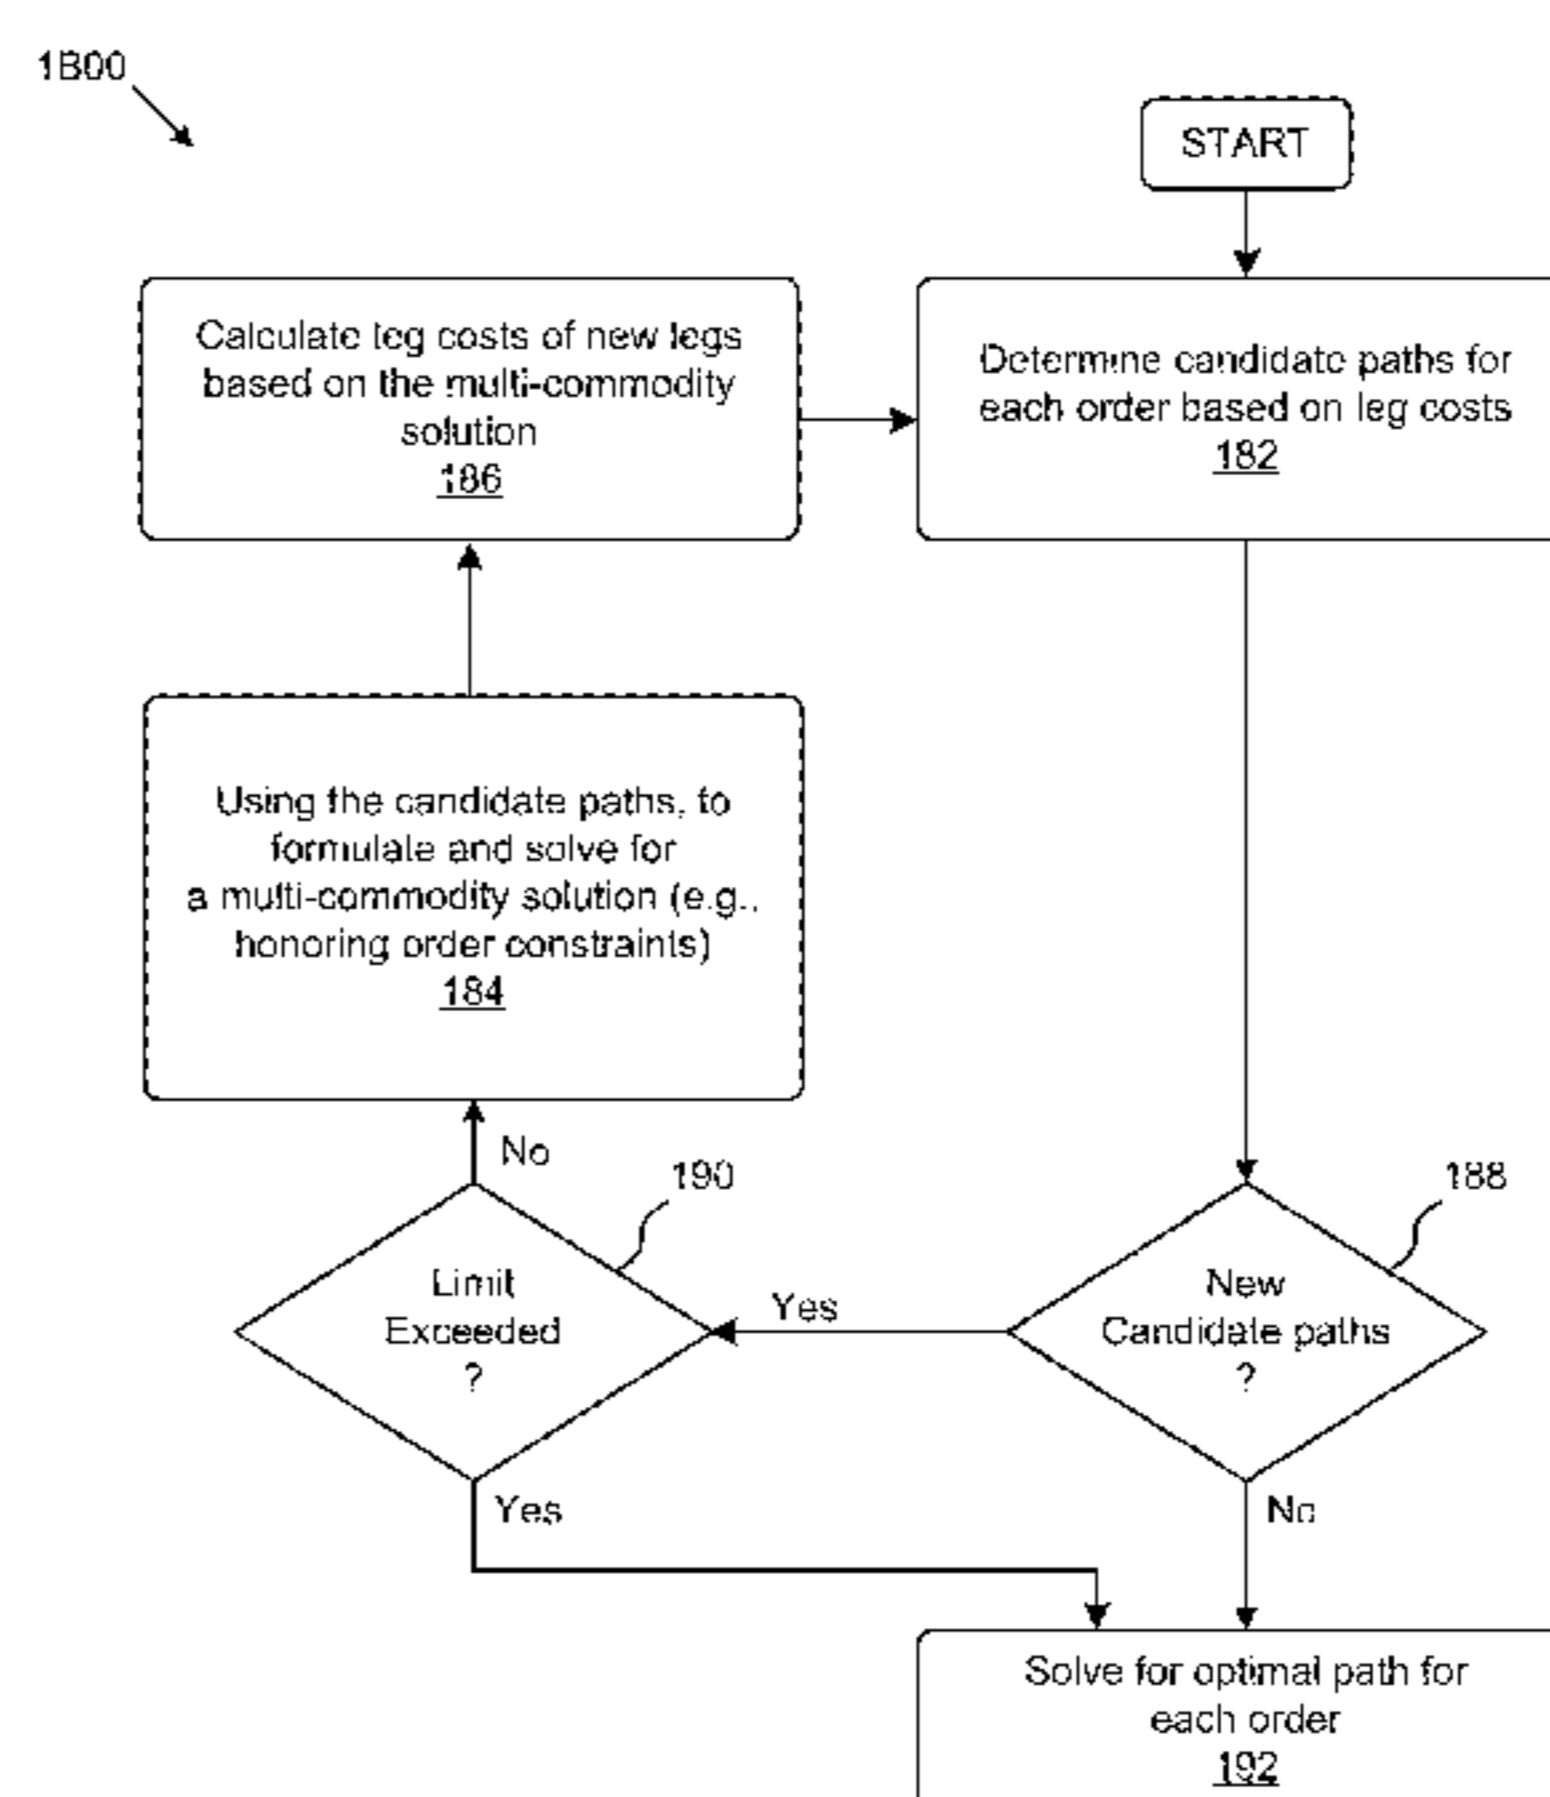 1B00
START
Calculate leg costs of new legs
based on the multi-commodity
solution
186
Determine candidate paths for
each order based on leg costs
182
Using the candidate paths, to
formulate and solve for
a multi-commodity solution (e.g.,
honoring order constraints)
184
No
190
188
Limit
Exceeded
?
Yes
New
Candidate paths
?
Yes
No
Solve for optimal path for
each order
192